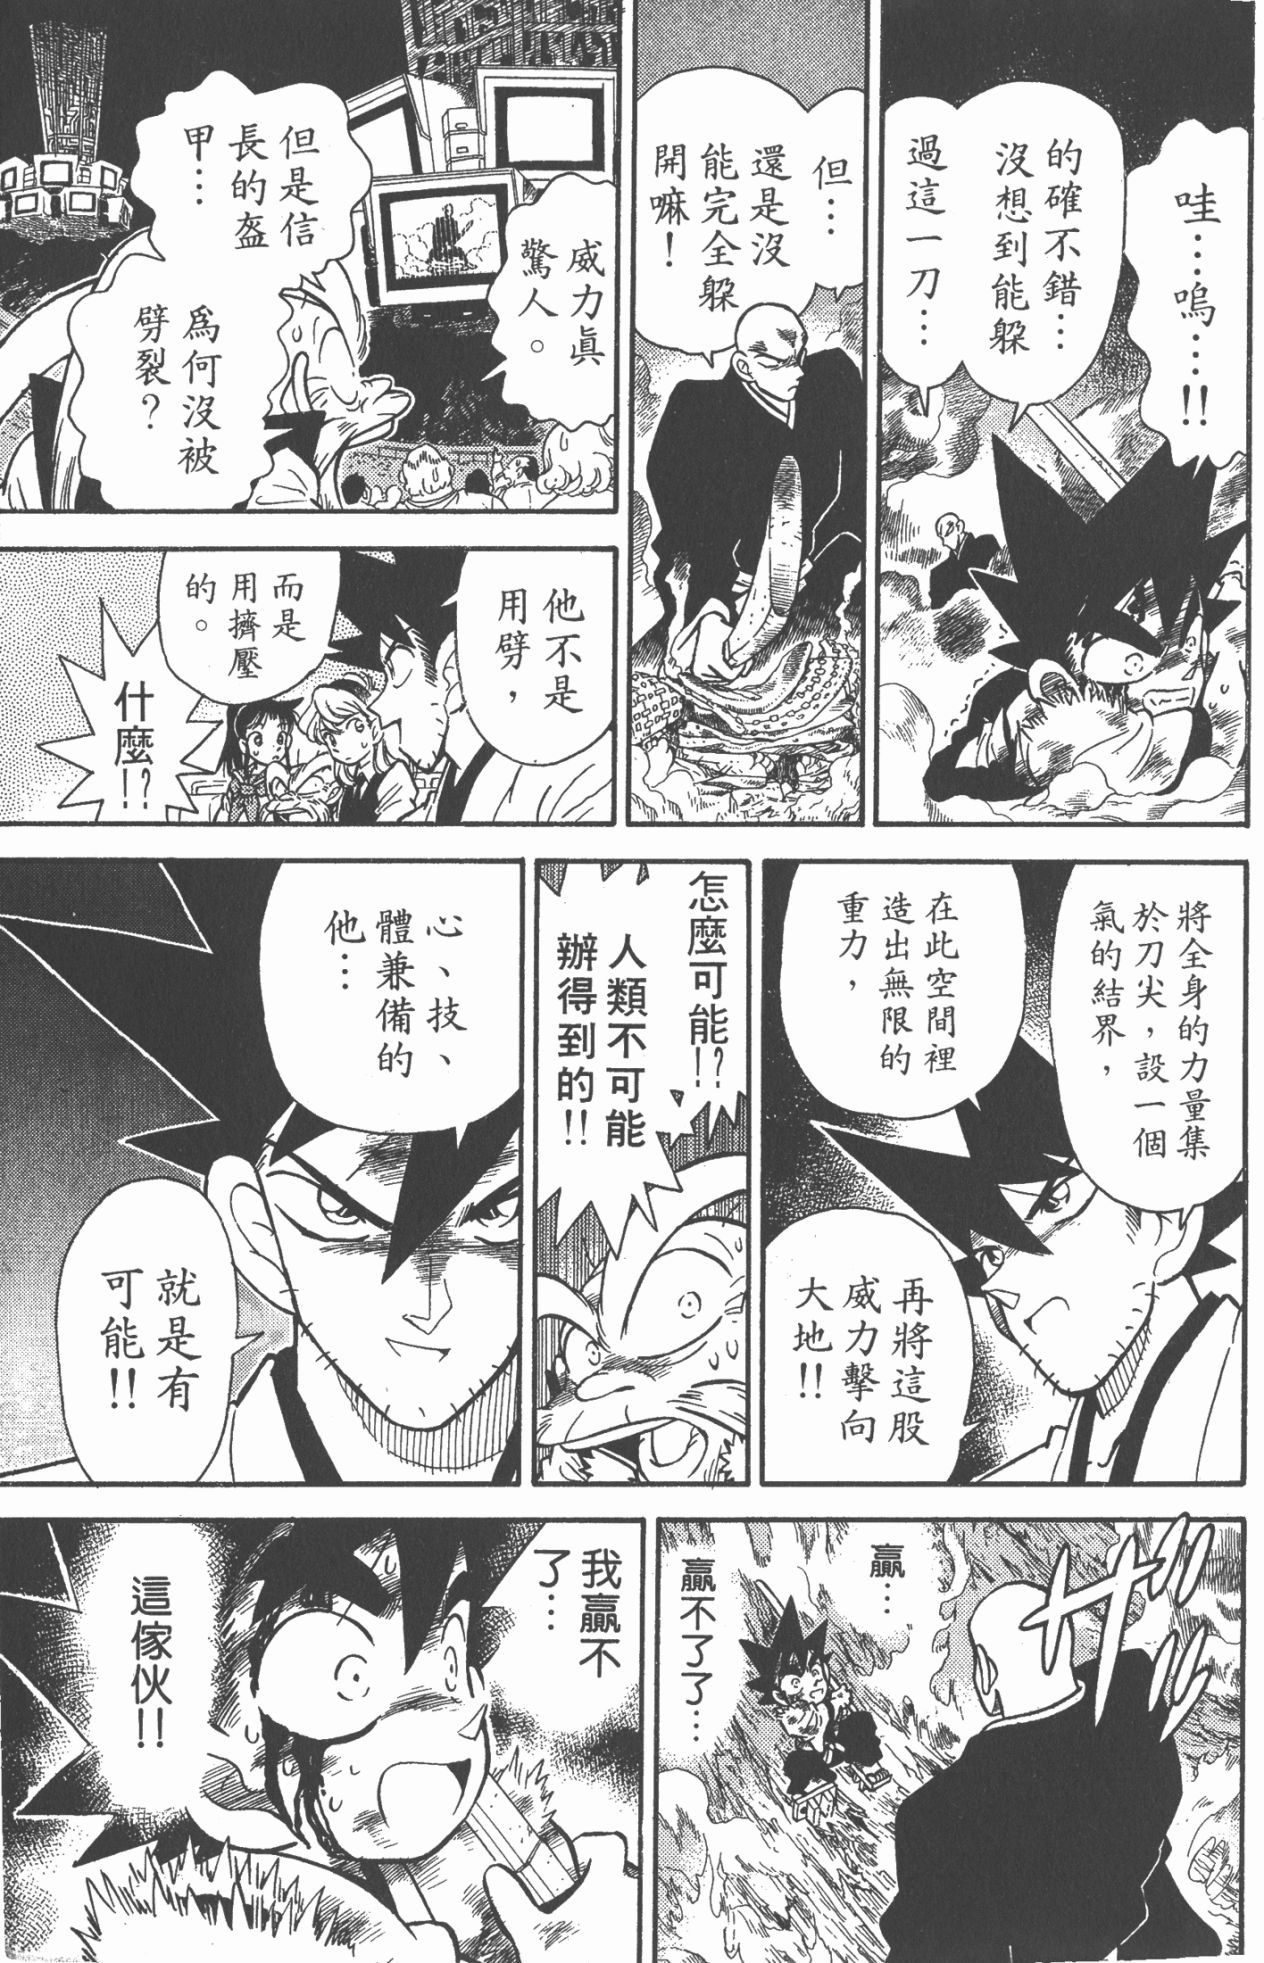 哇…嗚…!!
的確不錯…
沒想到能躲
過這一刀…
但…
還是沒
能完全躲
開嘛！
威力真
驚人。
但是信
長的盔
甲…
為何沒被
劈裂？
他不是
用劈，
而是
用擠壓
的。
什麼!?
將全身的力量集
於刀尖，設一個
氣的結界，
在此空間裡
造出無限的
重力，
再將這股
威力擊向
大地!!
怎麼可能!?
人類不可能
辦得到的!!
心、技、
體兼備的
他…
就是有
可能!!
贏…
贏不了了…
我贏不
了…
這傢伙!!